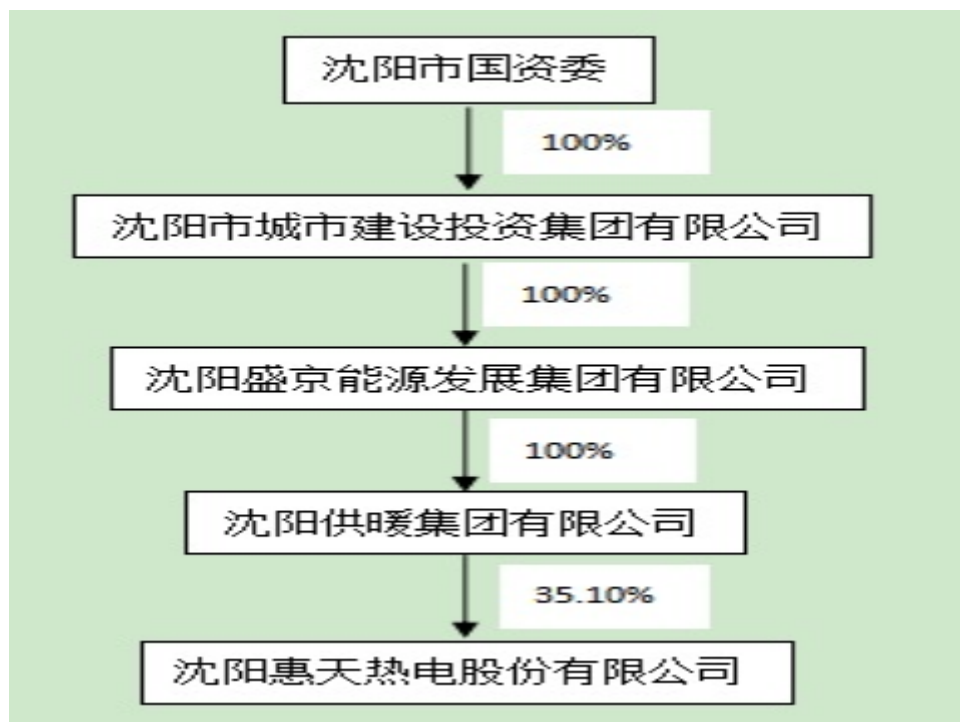 沈阳市国资委
100%
沈阳市城市建设投资集团有限公司
100%
沈阳盛京能源发展集团有限公司
100%
沈阳供暖集团有限公司
35.10%
沈阳惠天热电股份有限公司